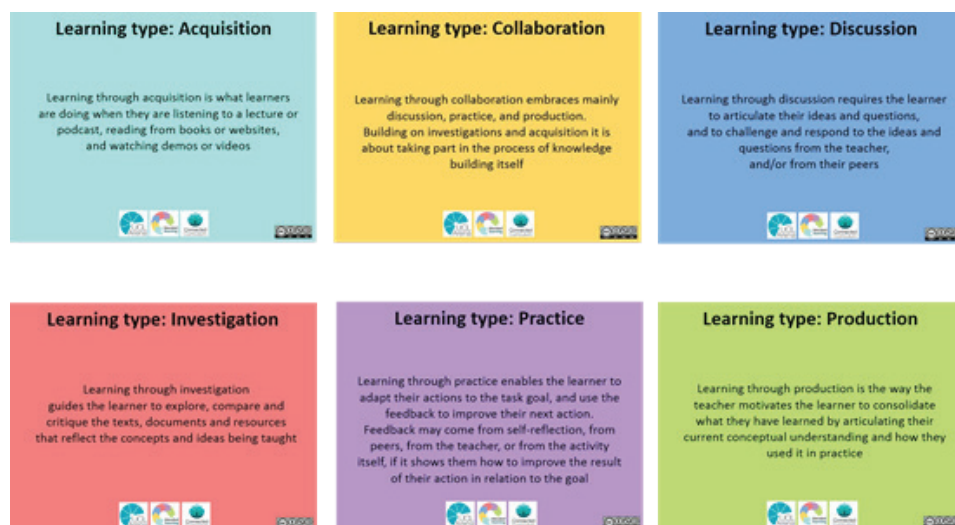 Learning type: Acquisition
Learning through acquisition is what learners
are doing when they are listening to a lecture or
podcast, reading from books or websites,
and watching demos or videos
Learning type: Collaboration
Learning through collaboration embraces mainly
discussion, practice, and production.
Building on investigations and acquisition it is
about taking part in the process of knowledge
building itself
Learning type: Discussion
Learning through discussion requires the learner
to articulate their ideas and questions,
and to challenge and respond to the ideas and
questions from the teacher,
and/or from their peers
Learning type: Investigation
Learning through investigation
guides the learner to explore, compare and
critique the texts, documents and resources
that reflect the concepts and ideas being taught
Learning type: Practice
Learning through practice enables the learner to
adapt their actions to the task goal, and use the
feedback to improve their next action.
Feedback may come from self-reflection, from
peers, from the teacher, or from the activity
itself, if it shows them how to improve the result
of their action in relation to the goal
Learning type: Production
Learning through production is the way the
teacher motivates the learner to consolidate
what they have learned by articulating their
current conceptual understanding and how they
used it in practice